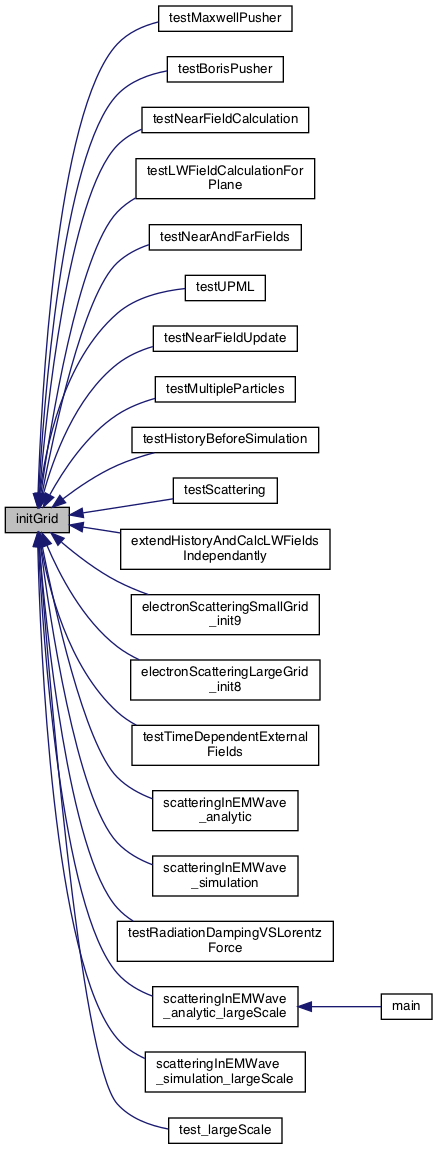 testMaxwellPusher
testBorisPusher
testNearFieldCalculation
testLWFieldCalculationFor
Plane
testNearAndFarFields
testUPML
testNearFieldUpdate
testMultipleParticles
testHistoryBeforeSimulation
testScattering
initGrid
extendHistoryAndCalcLWFields
Independantly
electronScatteringSmallGrid
_init9
electronScatteringLargeGrid
_init8
testTimeDependentExternal
Fields
scatteringInEMWave
_analytic
scatteringInEMWave
_simulation
testRadiationDampingVSLorentz
Force
scatteringInEMWave
_analytic_largeScale
main
scatteringInEMWave
_simulation_largeScale
test_largeScale